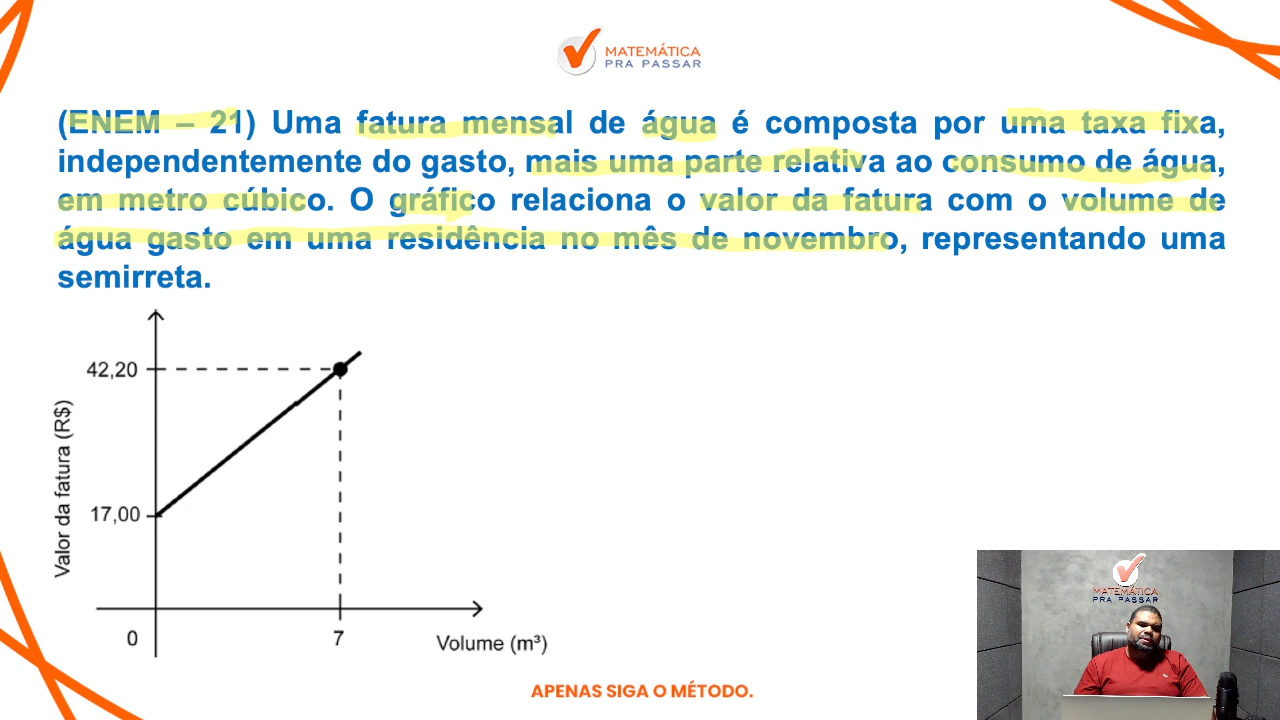 MATEMÁTICA
PRA PASSAR
(ENEM – 21) Uma fatura mensal de água é composta por uma taxa fixa,
independentemente do gasto, mais uma parte relativa ao consumo de água,
em metro cúbico. O gráfico relaciona o valor da fatura com o volume de
água gasto em uma residência no mês de novembro, representando uma
semirreta.
42,20
Valor da fatura (R$)
17,00
0
7
Volume (m³)
MATEMÁTICA
PRA PASSAR
APENAS SIGA O MÉTODO.